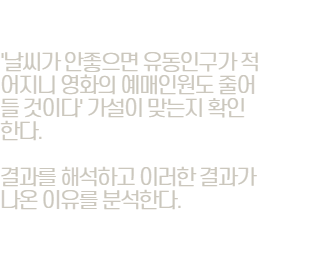 '날씨가 안좋으면 유동인구가 적
어지니 영화의 예매인원도 줄어
들 것이다' 가설이 맞는지 확인
한다.
결과를 해석하고 이러한 결과가
나온 이유를 분석한다.